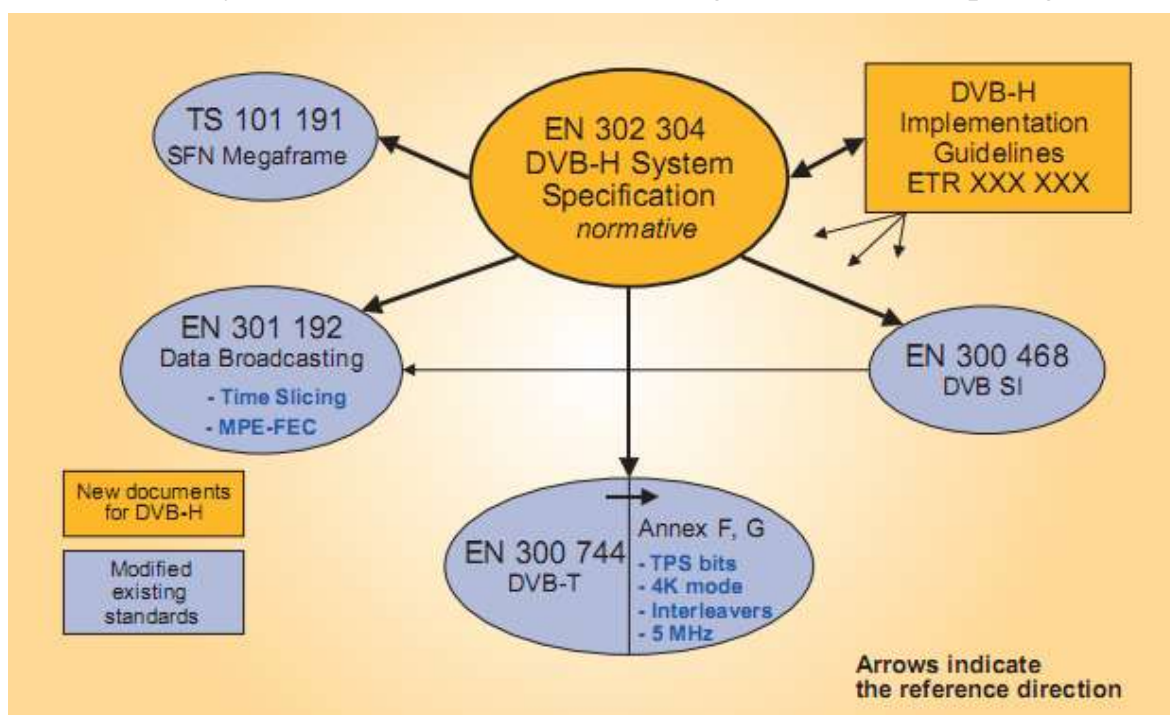 TS 101 191
SFN Megaframe
EN 302 304
DVB-H System
Specification
normative
DVB-H
Implementation
Guidelines
ETR XXX XXX
EN 301 192
Data Broadcasting
- Time Slicing
- MPE-FEC
EN 300 468
DVB SI
New documents
for DVB-H
Modified
existing
standards
EN 300 744
DVB-T
Annex F, G
- TPS bits
- 4K mode
- Interleavers
- 5 MHz
Arrows indicate
the reference direction